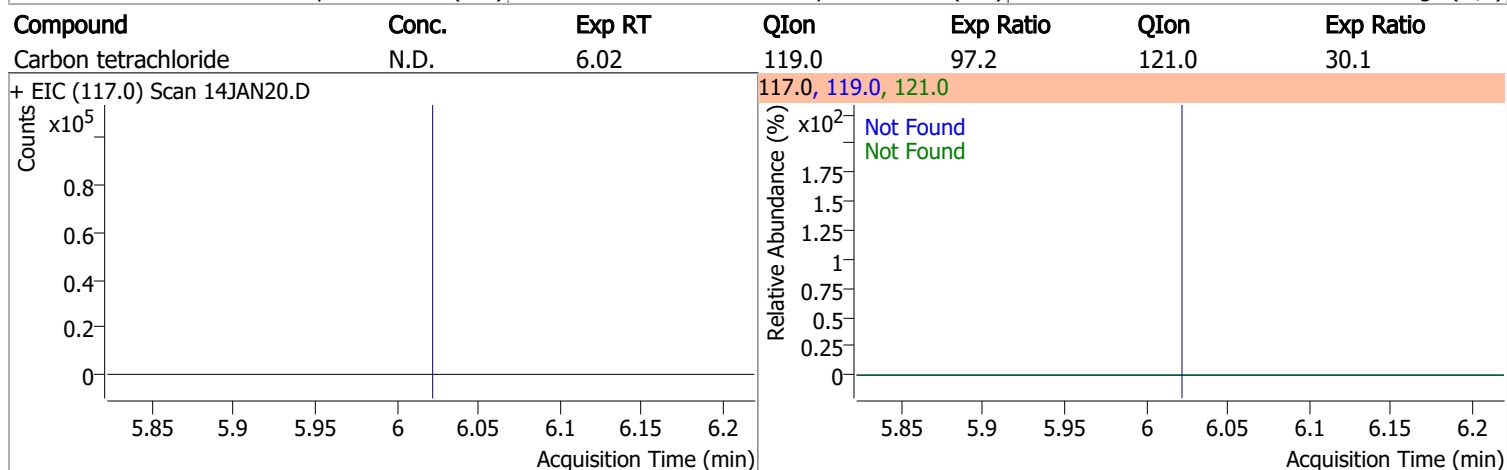 Compound Conc. Exp RT QIon Exp Ratio QIon Exp Ratio
Carbon tetrachloride N.D. 6.02 119.0 97.2 121.0 30.1
+ EIC (117.0) Scan 14JAN20.D
Counts
x10^5
0.8
0.6
0.4
0.2
0
5.85 5.9 5.95 6 6.05 6.1 6.15 6.2
Acquisition Time (min)
117.0, 119.0, 121.0
Relative Abundance (%)
x10^2
Not Found
Not Found
1.75
1.5
1.25
1
0.75
0.5
0.25
0
5.85 5.9 5.95 6 6.05 6.1 6.15 6.2
Acquisition Time (min)